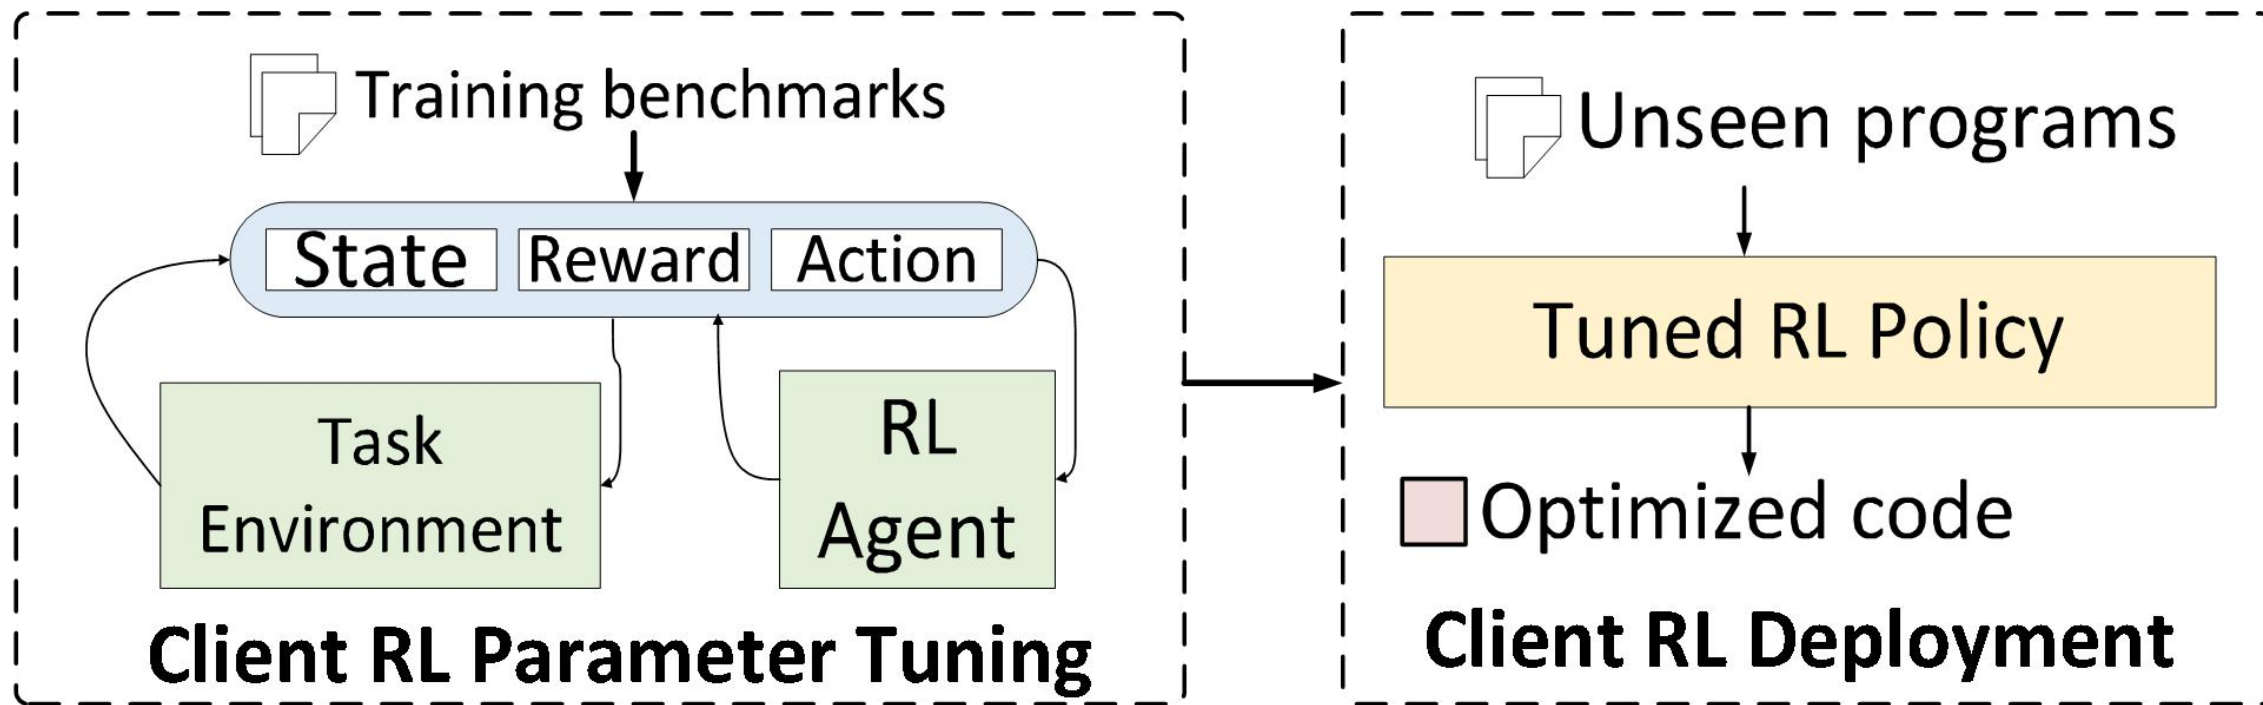 Training benchmarks
State
Reward
Action
Task
Environment
RL
Agent
Client RL Parameter Tuning
Unseen programs
Tuned RL Policy
Optimized code
Client RL Deployment